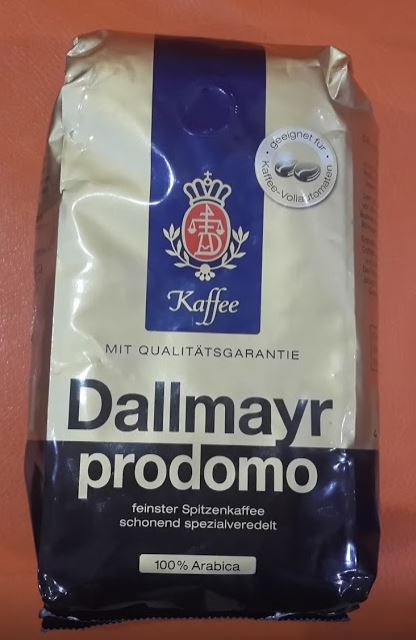 geeignet für
Kaffee-Vollautomaten
Kaffee
MIT QUALITÄTSGARANTIE
Dallmayr
prodomo
feinster Spitzenkaffee
schonend spezialveredelt
100% Arabica